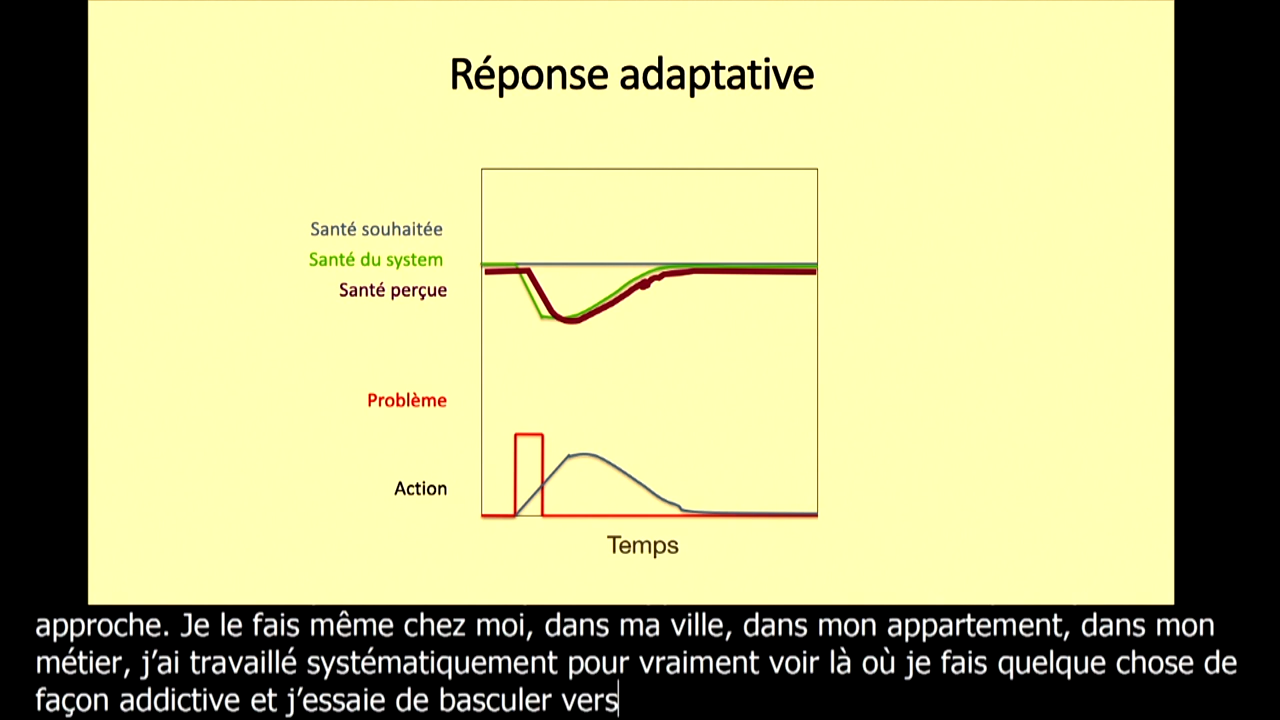 Réponse adaptative
Santé souhaitée
Santé du system
Santé perçue
Problème
Action
Temps
approche. Je le fais même chez moi, dans ma ville, dans mon appartement, dans mon
métier, j’ai travaillé systématiquement pour vraiment voir là où je fais quelque chose de
façon addictive et j’essaie de basculer vers